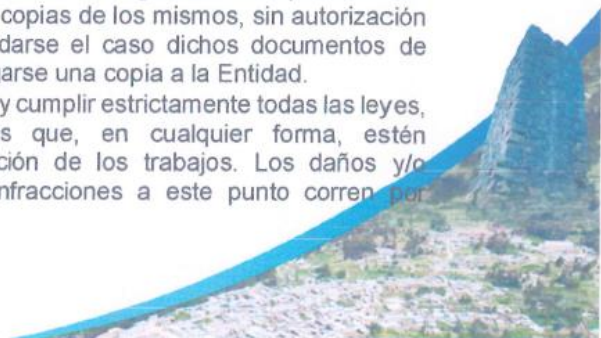 copias de los mismos, sin autorización
darse el caso dichos documentos de
arse una copia a la Entidad.
y cumplir estrictamente todas las leyes,
s que, en cualquier forma, estén
ción de los trabajos. Los daños y/o
nfracciones a este punto corren por